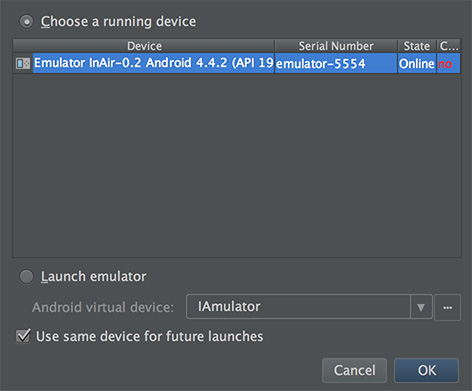 Choose a running device
Device Serial Number State C...
Emulator InAir-0.2 Android 4.4.2 (API 19 emulator-5554 Online no
Launch emulator
Android virtual device: IAmulator ...
Use same device for future launches
Cancel OK